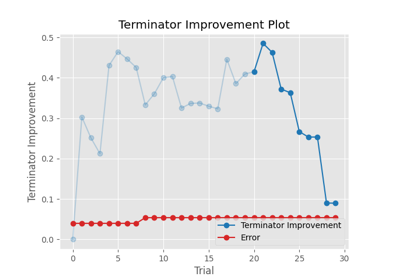 Terminator Improvement Plot
Terminator Improvement
0.5
0.4
0.3
0.2
0.1
0.0
0 5 10 15 20 25 30
Trial
Terminator Improvement
Error